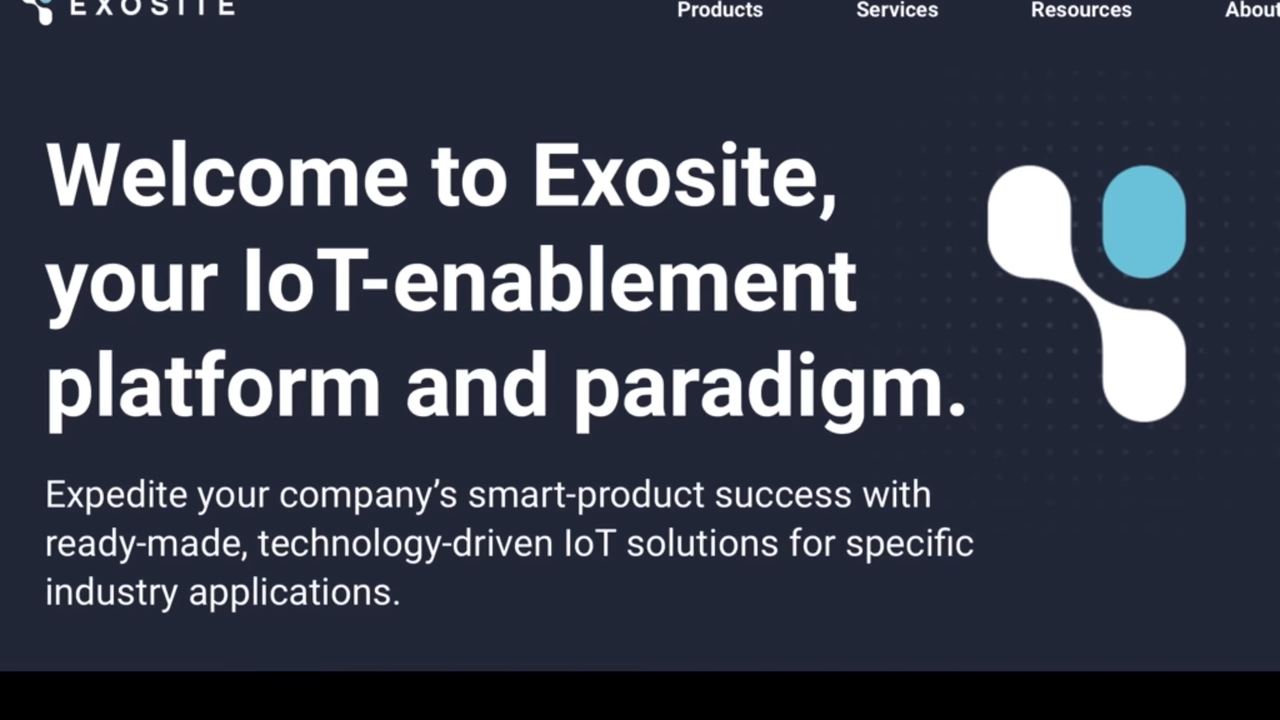 EXOSITE
Products Services Resources About
Welcome to Exosite,
your IoT-enablement
platform and paradigm.
Expedite your company’s smart-product success with
ready-made, technology-driven IoT solutions for specific
industry applications.